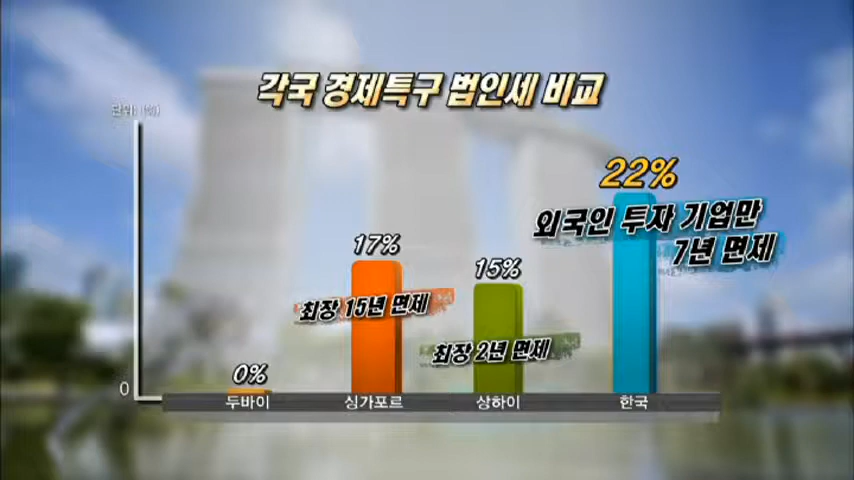 각국 경제특구 법인세 비교
단위: (%)
22%
외국인 투자 기업만
7년 면제
17%
15%
최장 15년 면제
최장 2년 면제
0%
0
두바이 싱가포르 상하이 한국